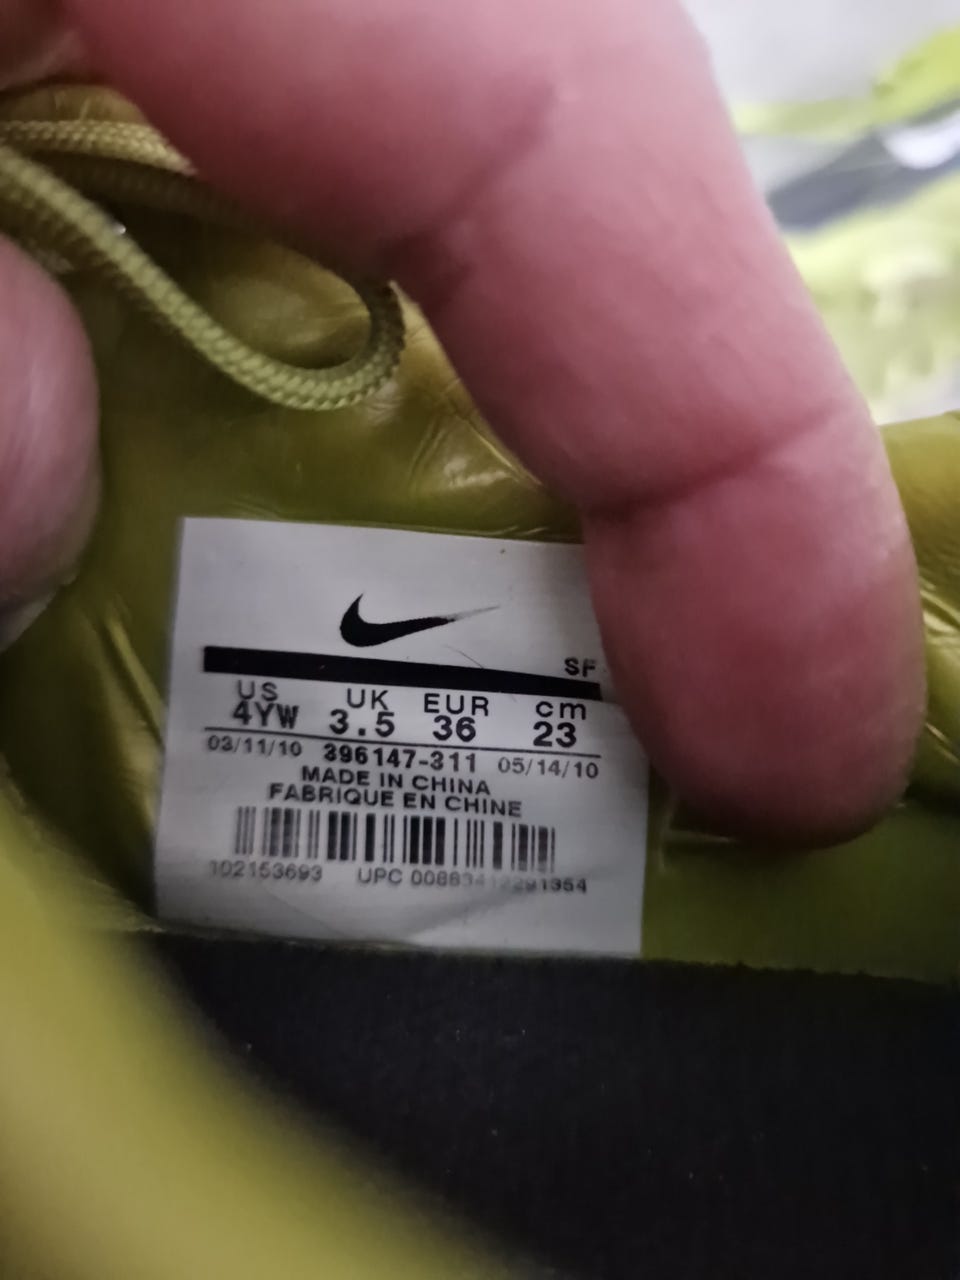 SF
US UK EUR cm
4YW 3.5 36 23
03/11/10 396147-311 05/14/10
MADE IN CHINA
FABRIQUE EN CHINE
102153693 UPC 00883412291354